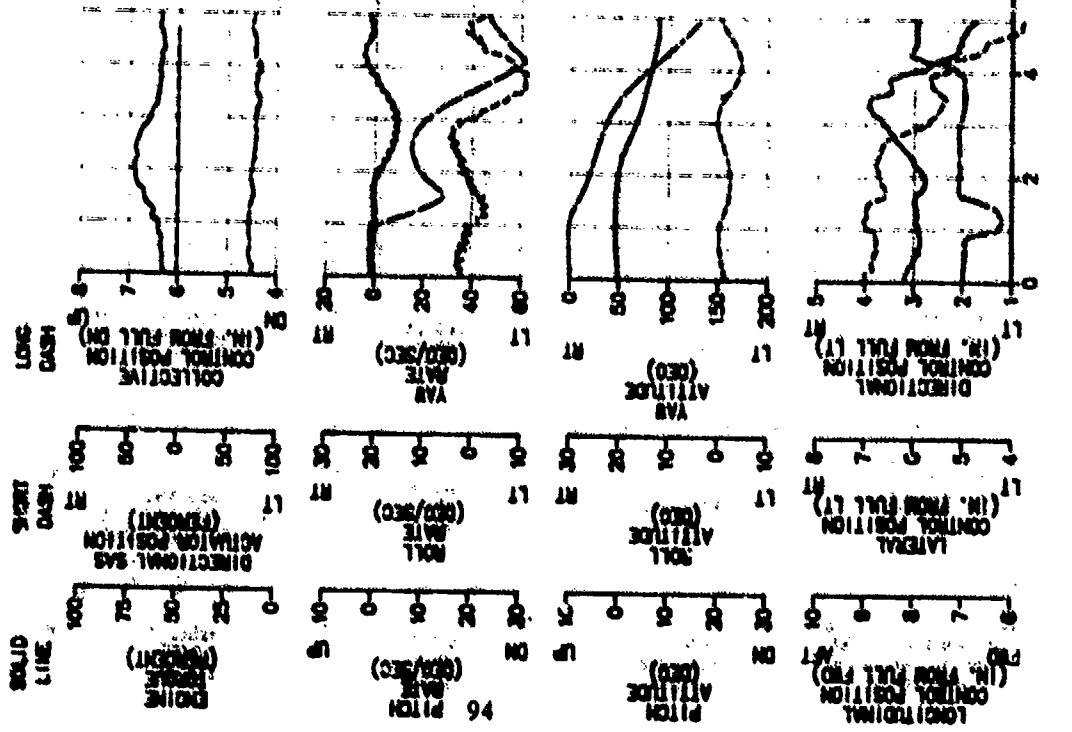 LONG
DASH
COLLECTIVE
CONTROL POSITION
(IN. FROM FULL DN)
UP
DN
8
7
6
5
4
YAW
RATE
(DEG/SEC)
RT
LT
20
0
20
40
60
YAW
ATTITUDE
(DEG)
RT
LT
0
50
100
150
200
DIRECTIONAL
CONTROL POSITION
(IN. FROM FULL LT)
RT
LT
5
4
3
2
1
0
2
4
SHORT
DASH
DIRECTIONAL SAS
ACTUATOR POSITION
(PERCENT)
RT
LT
100
50
0
50
100
ROLL
RATE
(DEG/SEC)
RT
LT
30
20
10
0
10
ROLL
ATTITUDE
(DEG)
RT
LT
30
20
10
0
10
LATERAL
CONTROL POSITION
(IN. FROM FULL LT)
RT
LT
8
7
6
5
4
SOLID
LINE
ENGINE
TORQUE
(PERCENT)
100
75
50
25
0
PITCH
RATE
(DEG/SEC)
UP
DN
10
0
10
20
30
PITCH
ATTITUDE
(DEG)
UP
DN
10
0
10
20
30
LONGITUDINAL
CONTROL POSITION
(IN. FROM FULL FWD)
AFT
FWD
10
9
8
7
6
94